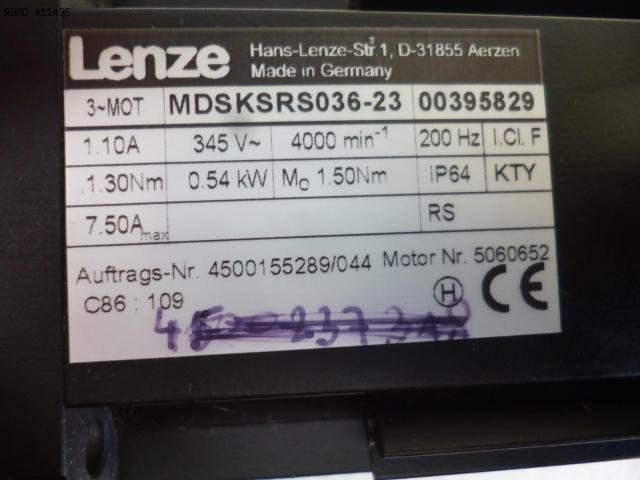 ROMO #11496
Lenze
Hans-Lenze-Str.1, D-31855 Aerzen
Made in Germany
3~MOT MDSKSRS036-23 00395829
1.10A 345 V~ 4000 min⁻¹ 200 Hz I.Cl. F
1.30Nm 0.54 kW M₀ 1.50Nm IP64 KTY
7.50Amax RS
Auftrags-Nr. 4500155289/044 Motor Nr. 5060652
C86 : 109 H CE